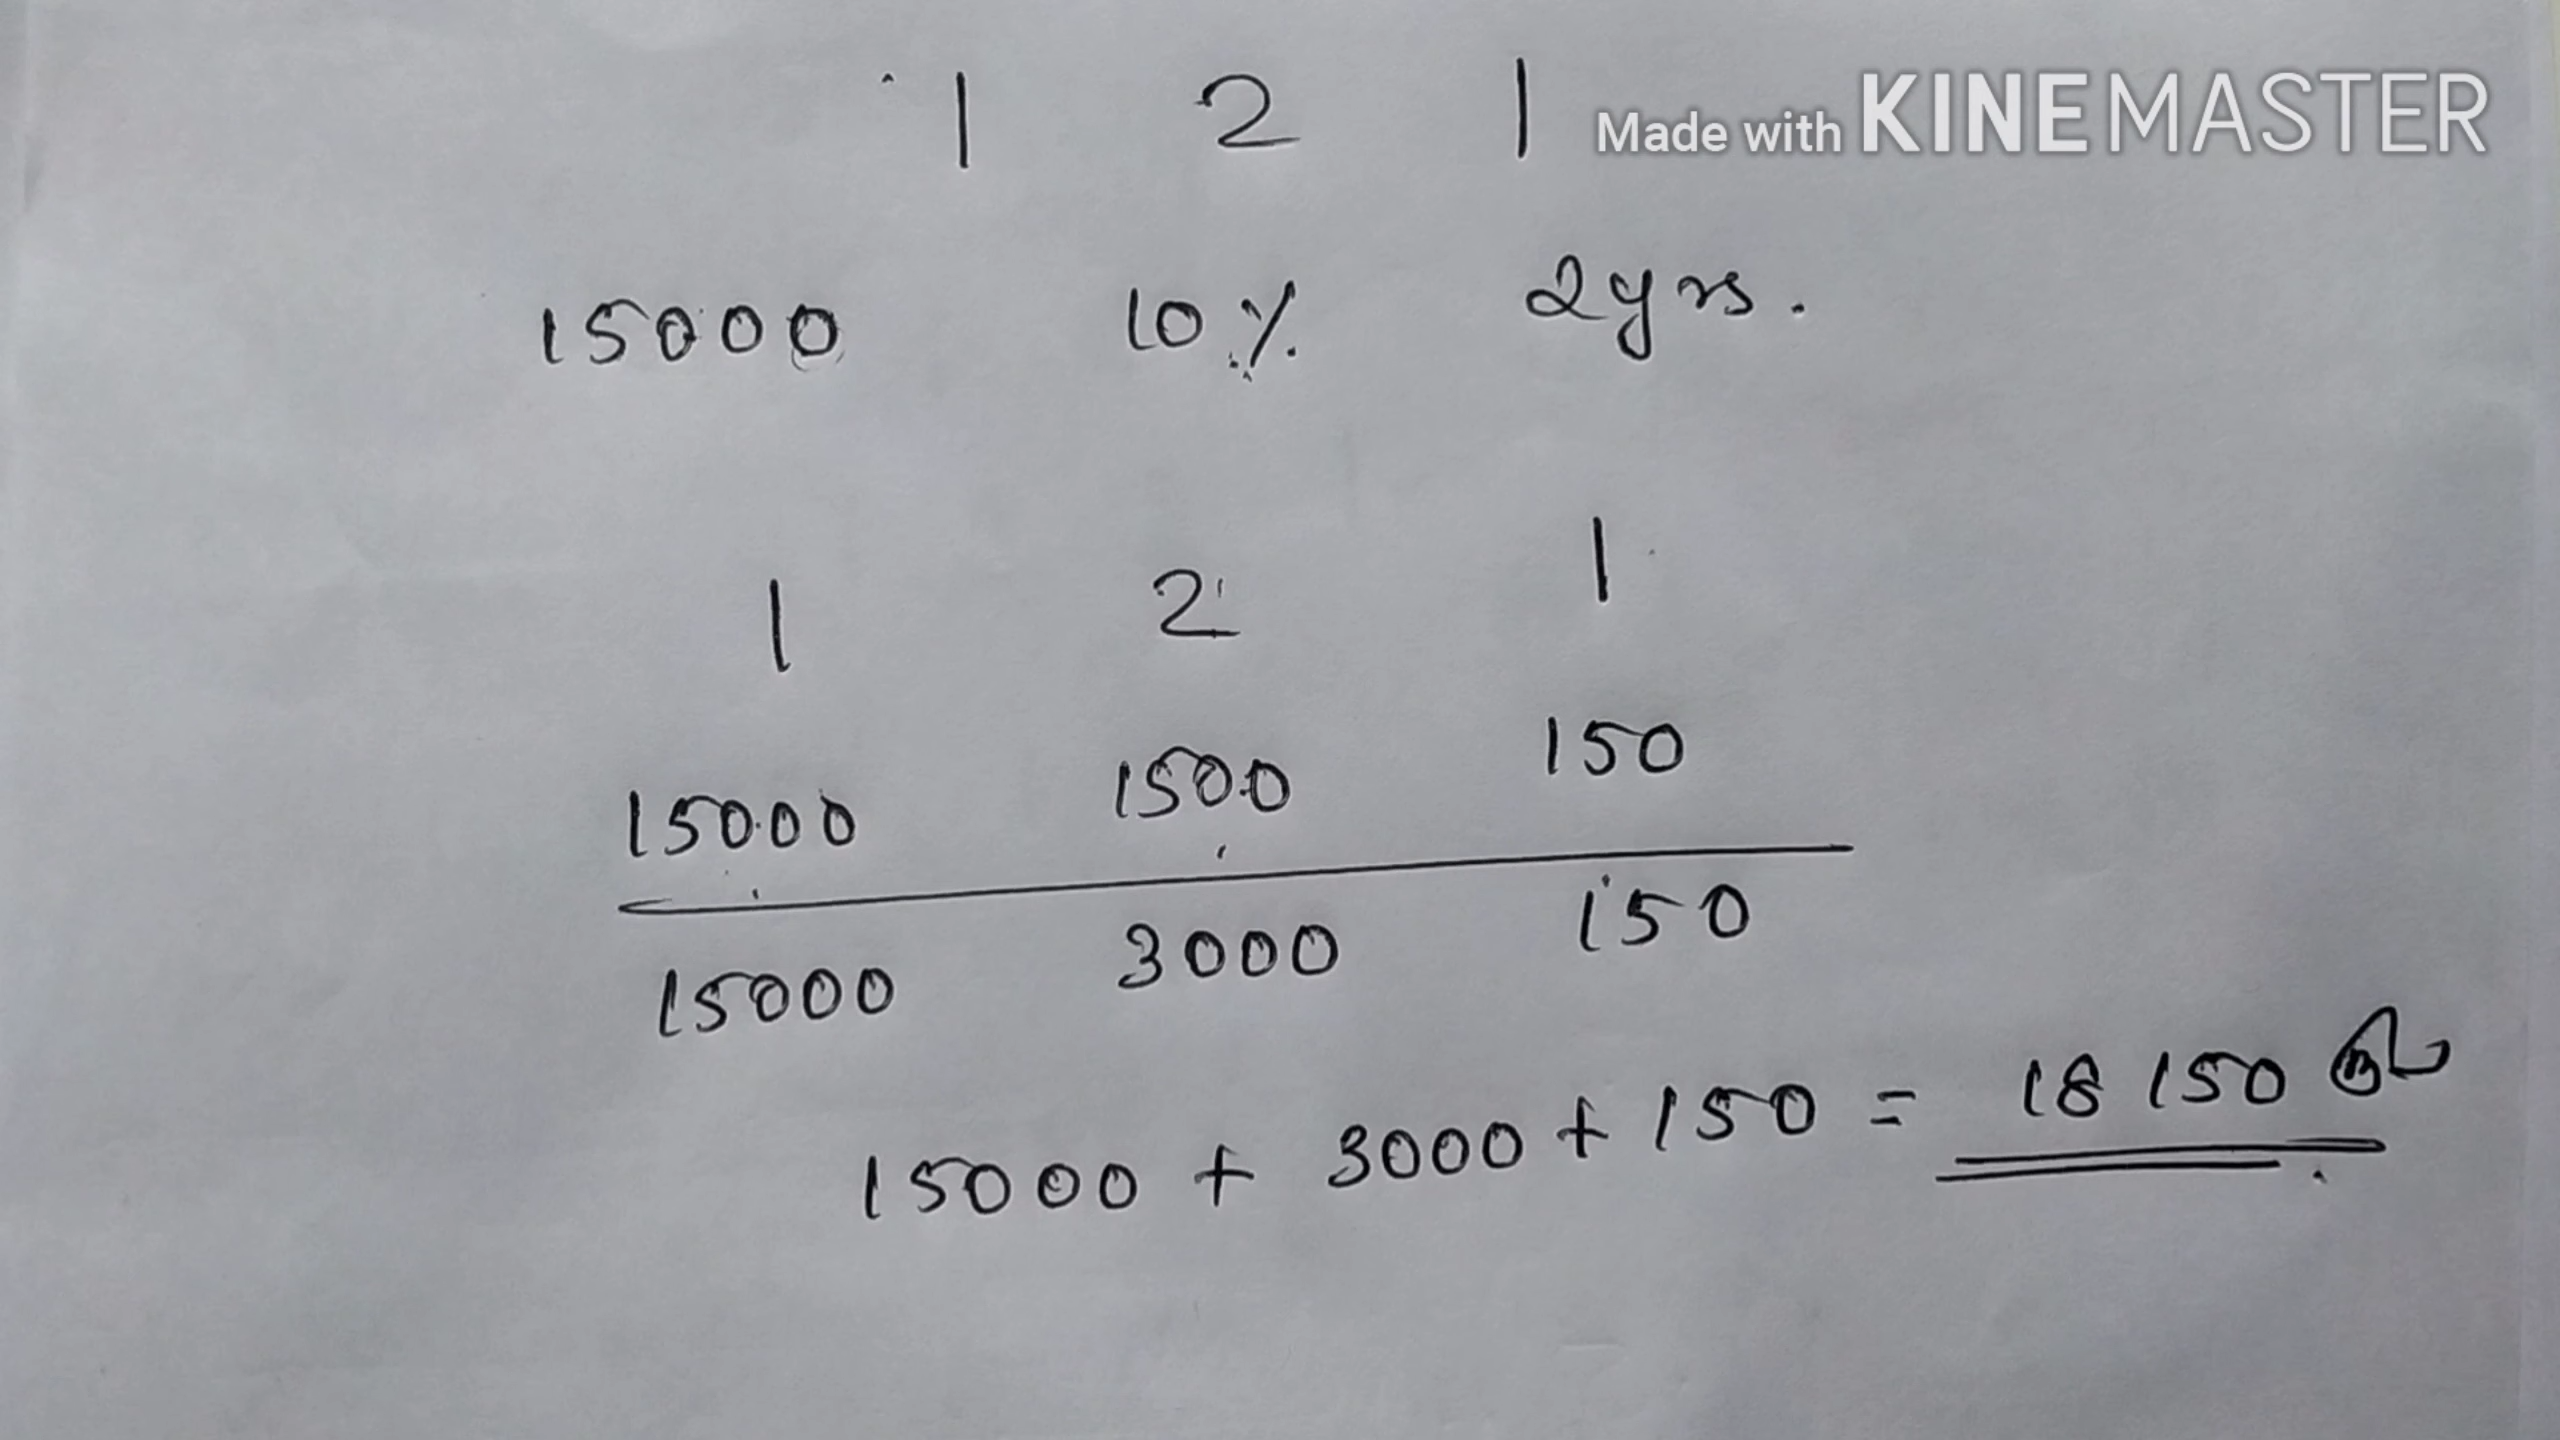 1 2 1 Made with KINEMASTER
15000 10% 2yrs.
1 2 1
15000 1500 150
15000 3000 150
15000 + 3000 + 150 = 18150 ரூ